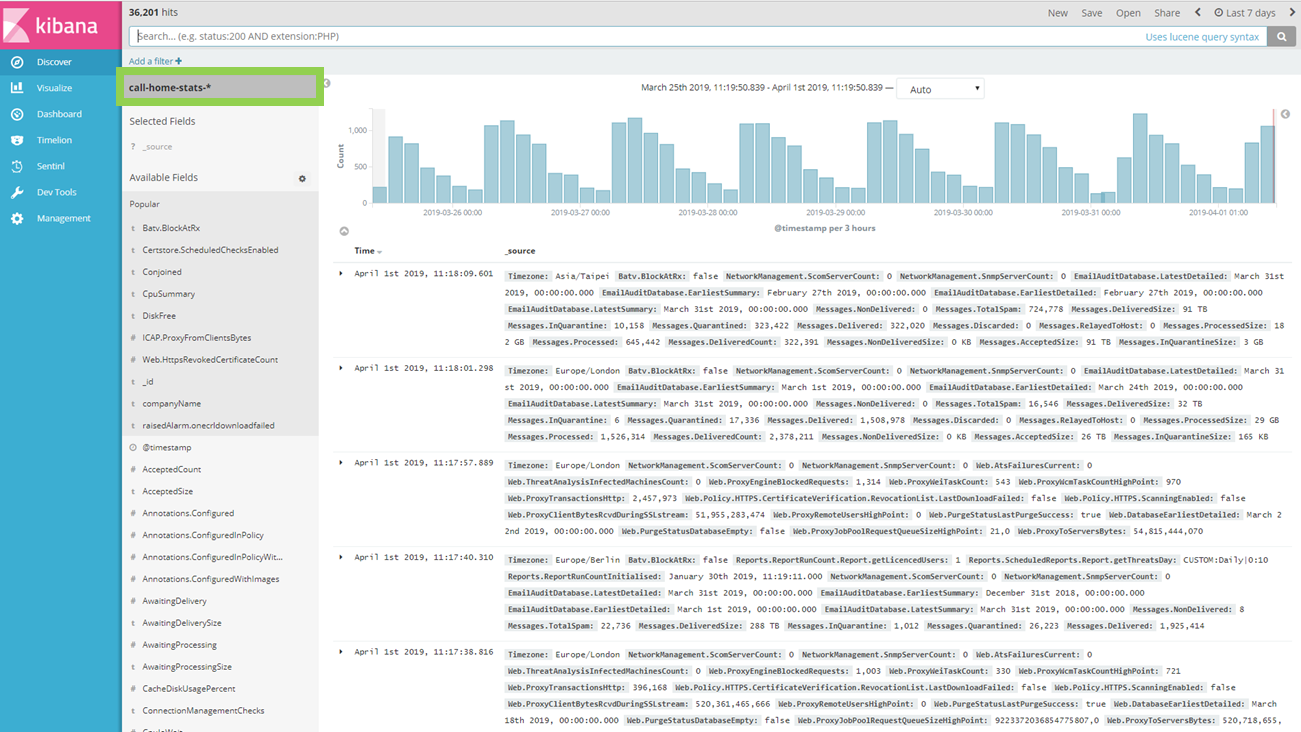 kibana
Discover
Visualize
Dashboard
Timelion
Sentinl
Dev Tools
Management
36,201 hits
New Save Open Share Last 7 days
Search... (e.g. status:200 AND extension:PHP) Uses lucene query syntax
Add a filter +
call-home-stats-*
Selected Fields
? _source
Available Fields
Popular
t Batv.BlockAtRx
t Certstore.ScheduledChecksEnabled
t Conjoined
t CpuSummary
t DiskFree
# ICAP.ProxyFromClientsBytes
# Web.HttpsRevokedCertificateCount
t _id
t companyName
t raisedAlarm.onecrldownloadfailed
@timestamp
# AcceptedCount
t AcceptedSize
# Annotations.Configured
# Annotations.ConfiguredInPolicy
# Annotations.ConfiguredInPolicyWit...
# Annotations.ConfiguredWithImages
# AwaitingDelivery
t AwaitingDeliverySize
# AwaitingProcessing
t AwaitingProcessingSize
# CacheDiskUsagePercent
t ConnectionManagementChecks
March 25th 2019, 11:19:50.839 - April 1st 2019, 11:19:50.839 — Auto
Count
1,000
500
0
2019-03-26 00:00 2019-03-27 00:00 2019-03-28 00:00 2019-03-29 00:00 2019-03-30 00:00 2019-03-31 00:00 2019-04-01 01:00
@timestamp per 3 hours
Time _source
April 1st 2019, 11:18:09.601 Timezone: Asia/Taipei Batv.BlockAtRx: false NetworkManagement.ScomServerCount: 0 NetworkManagement.SnmpServerCount: 0 EmailAuditDatabase.LatestDetailed: March 31st
2019, 00:00:00.000 EmailAuditDatabase.EarliestSummary: February 27th 2019, 00:00:00.000 EmailAuditDatabase.EarliestDetailed: February 27th 2019, 00:00:00.000
EmailAuditDatabase.LatestSummary: March 31st 2019, 00:00:00.000 Messages.NonDelivered: 0 Messages.TotalSpam: 724,778 Messages.DeliveredSize: 91 TB
Messages.InQuarantine: 10,158 Messages.Quarantined: 323,422 Messages.Delivered: 322,020 Messages.Discarded: 0 Messages.RelayedToHost: 0 Messages.ProcessedSize: 18
2 GB Messages.Processed: 645,442 Messages.DeliveredCount: 322,391 Messages.NonDeliveredSize: 0 KB Messages.AcceptedSize: 91 TB Messages.InQuarantineSize: 3 GB
April 1st 2019, 11:18:01.298 Timezone: Europe/London Batv.BlockAtRx: false NetworkManagement.ScomServerCount: 0 NetworkManagement.SnmpServerCount: 0 EmailAuditDatabase.LatestDetailed: March 31
st 2019, 00:00:00.000 EmailAuditDatabase.EarliestSummary: March 1st 2019, 00:00:00.000 EmailAuditDatabase.EarliestDetailed: March 24th 2019, 00:00:00.000
EmailAuditDatabase.LatestSummary: March 31st 2019, 00:00:00.000 Messages.NonDelivered: 0 Messages.TotalSpam: 16,546 Messages.DeliveredSize: 32 TB
Messages.InQuarantine: 6 Messages.Quarantined: 17,336 Messages.Delivered: 1,508,978 Messages.Discarded: 0 Messages.RelayedToHost: 0 Messages.ProcessedSize: 29 GB
Messages.Processed: 1,526,314 Messages.DeliveredCount: 2,378,211 Messages.NonDeliveredSize: 0 KB Messages.AcceptedSize: 26 TB Messages.InQuarantineSize: 165 KB
April 1st 2019, 11:17:57.889 Timezone: Europe/London NetworkManagement.ScomServerCount: 0 NetworkManagement.SnmpServerCount: 0 Web.AtsFailuresCurrent: 0
Web.ThreatAnalysisInfectedMachinesCount: 0 Web.ProxyEngineBlockedRequests: 1,314 Web.ProxyWeiTaskCount: 543 Web.ProxyWcmTaskCountHighPoint: 970
Web.ProxyTransactionsHttp: 2,457,973 Web.Policy.HTTPS.CertificateVerification.RevocationList.LastDownloadFailed: false Web.Policy.HTTPS.ScanningEnabled: false
Web.ProxyClientBytesRcvdDuringSSLstream: 51,955,283,474 Web.ProxyRemoteUsersHighPoint: 0 Web.PurgeStatusLastPurgeSuccess: true Web.DatabaseEarliestDetailed: March 2
2nd 2019, 00:00:00.000 Web.PurgeStatusDatabaseEmpty: false Web.ProxyJobPoolRequestQueueSizeHighPoint: 21,0 Web.ProxyToServersBytes: 54,815,444,070
April 1st 2019, 11:17:40.310 Timezone: Europe/Berlin Batv.BlockAtRx: false Reports.ReportRunCount.Report.getLicencedUsers: 1 Reports.ScheduledReports.Report.getThreatsDay: CUSTOM:Daily|0:10
Reports.ReportRunCountInitialised: January 30th 2019, 11:19:11.000 NetworkManagement.ScomServerCount: 0 NetworkManagement.SnmpServerCount: 0
EmailAuditDatabase.LatestDetailed: March 31st 2019, 00:00:00.000 EmailAuditDatabase.EarliestSummary: December 31st 2018, 00:00:00.000
EmailAuditDatabase.EarliestDetailed: March 1st 2019, 00:00:00.000 EmailAuditDatabase.LatestSummary: March 31st 2019, 00:00:00.000 Messages.NonDelivered: 8
Messages.TotalSpam: 22,736 Messages.DeliveredSize: 288 TB Messages.InQuarantine: 1,012 Messages.Quarantined: 26,223 Messages.Delivered: 1,925,414
April 1st 2019, 11:17:38.816 Timezone: Europe/London NetworkManagement.ScomServerCount: 0 NetworkManagement.SnmpServerCount: 0 Web.AtsFailuresCurrent: 0
Web.ThreatAnalysisInfectedMachinesCount: 0 Web.ProxyEngineBlockedRequests: 1,003 Web.ProxyWeiTaskCount: 330 Web.ProxyWcmTaskCountHighPoint: 721
Web.ProxyTransactionsHttp: 396,168 Web.Policy.HTTPS.CertificateVerification.RevocationList.LastDownloadFailed: false Web.Policy.HTTPS.ScanningEnabled: false
Web.ProxyClientBytesRcvdDuringSSLstream: 520,361,465,666 Web.ProxyRemoteUsersHighPoint: 0 Web.PurgeStatusLastPurgeSuccess: true Web.DatabaseEarliestDetailed: March
18th 2019, 00:00:00.000 Web.PurgeStatusDatabaseEmpty: false Web.ProxyJobPoolRequestQueueSizeHighPoint: 9223372036854775807,0 Web.ProxyToServersBytes: 520,718,655,